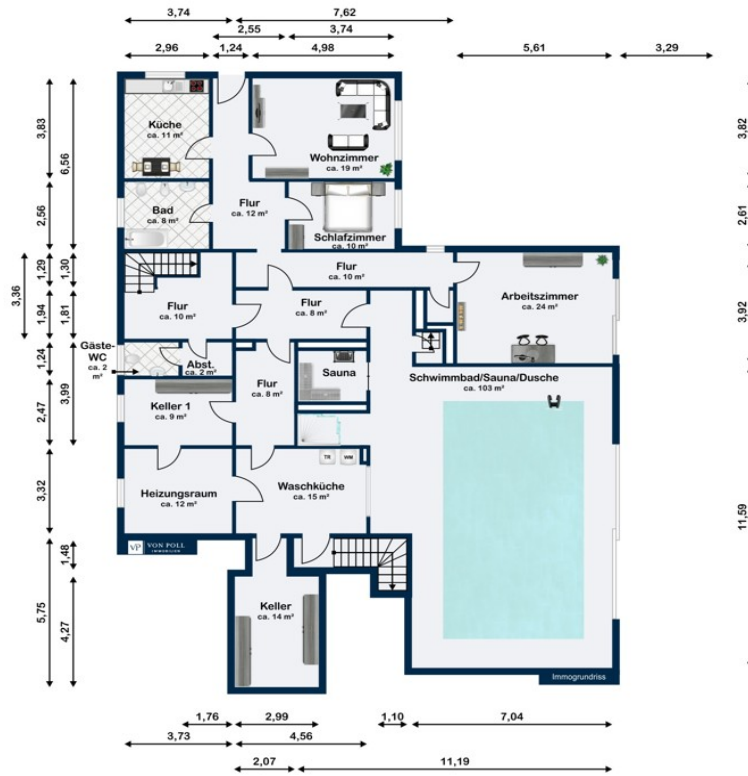 3,74 7,62
2,55 3,74
2,96 1,24 4,98 5,61 3,29
3,83
6,56
3,82
Küche
ca. 11 m²
Wohnzimmer
ca. 19 m²
2,56
2,61
Bad
ca. 8 m²
Flur
ca. 12 m²
Schlafzimmer
ca. 10 m²
3,36
1,29
1,30
Flur
ca. 10 m²
Arbeitszimmer
ca. 24 m²
3,92
1,94
1,81
Flur
ca. 10 m²
Flur
ca. 8 m²
Gäste-
WC
ca. 2
m²
Abst.
ca. 2 m²
1,24
3,99
Flur
ca. 8 m²
Sauna
Schwimmbad/Sauna/Dusche
ca. 103 m²
2,47
Keller 1
ca. 9 m²
TR WM
3,32
Heizungsraum
ca. 12 m²
Waschküche
ca. 15 m²
11,59
VP VON POLL
IMMOBILIEN
1,48
5,75
4,27
Keller
ca. 14 m²
Immogrundriss
1,76 2,99 1,10 7,04
3,73 4,56
2,07 11,19